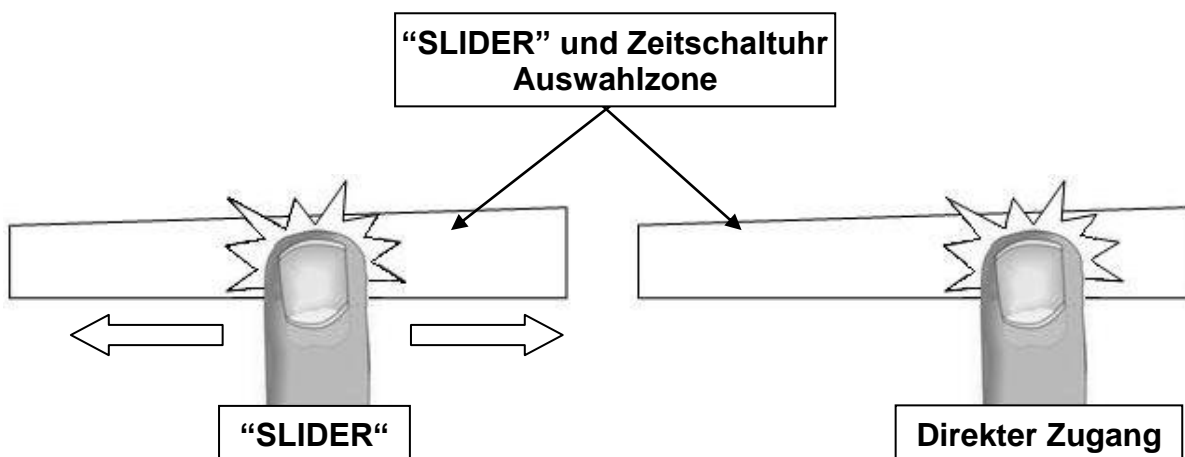 “SLIDER” und Zeitschaltuhr
Auswahlzone
“SLIDER“
Direkter Zugang